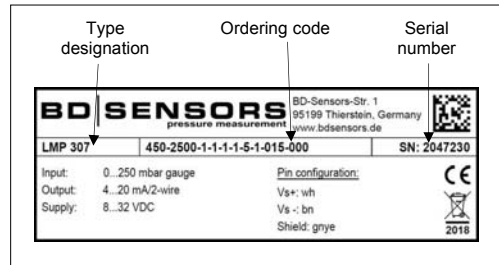 Type designation
Ordering code
Serial number
BD SENSORS
pressure measurement
BD-Sensors-Str. 1
95199 Thierstein, Germany
www.bdsensors.de
LMP 307 450-2500-1-1-1-1-5-1-015-000 SN: 2047230
Input: 0...250 mbar gauge
Output: 4...20 mA/2-wire
Supply: 8...32 VDC
Pin configuration:
Vs+: wh
Vs -: bn
Shield: gnye
CE
2018